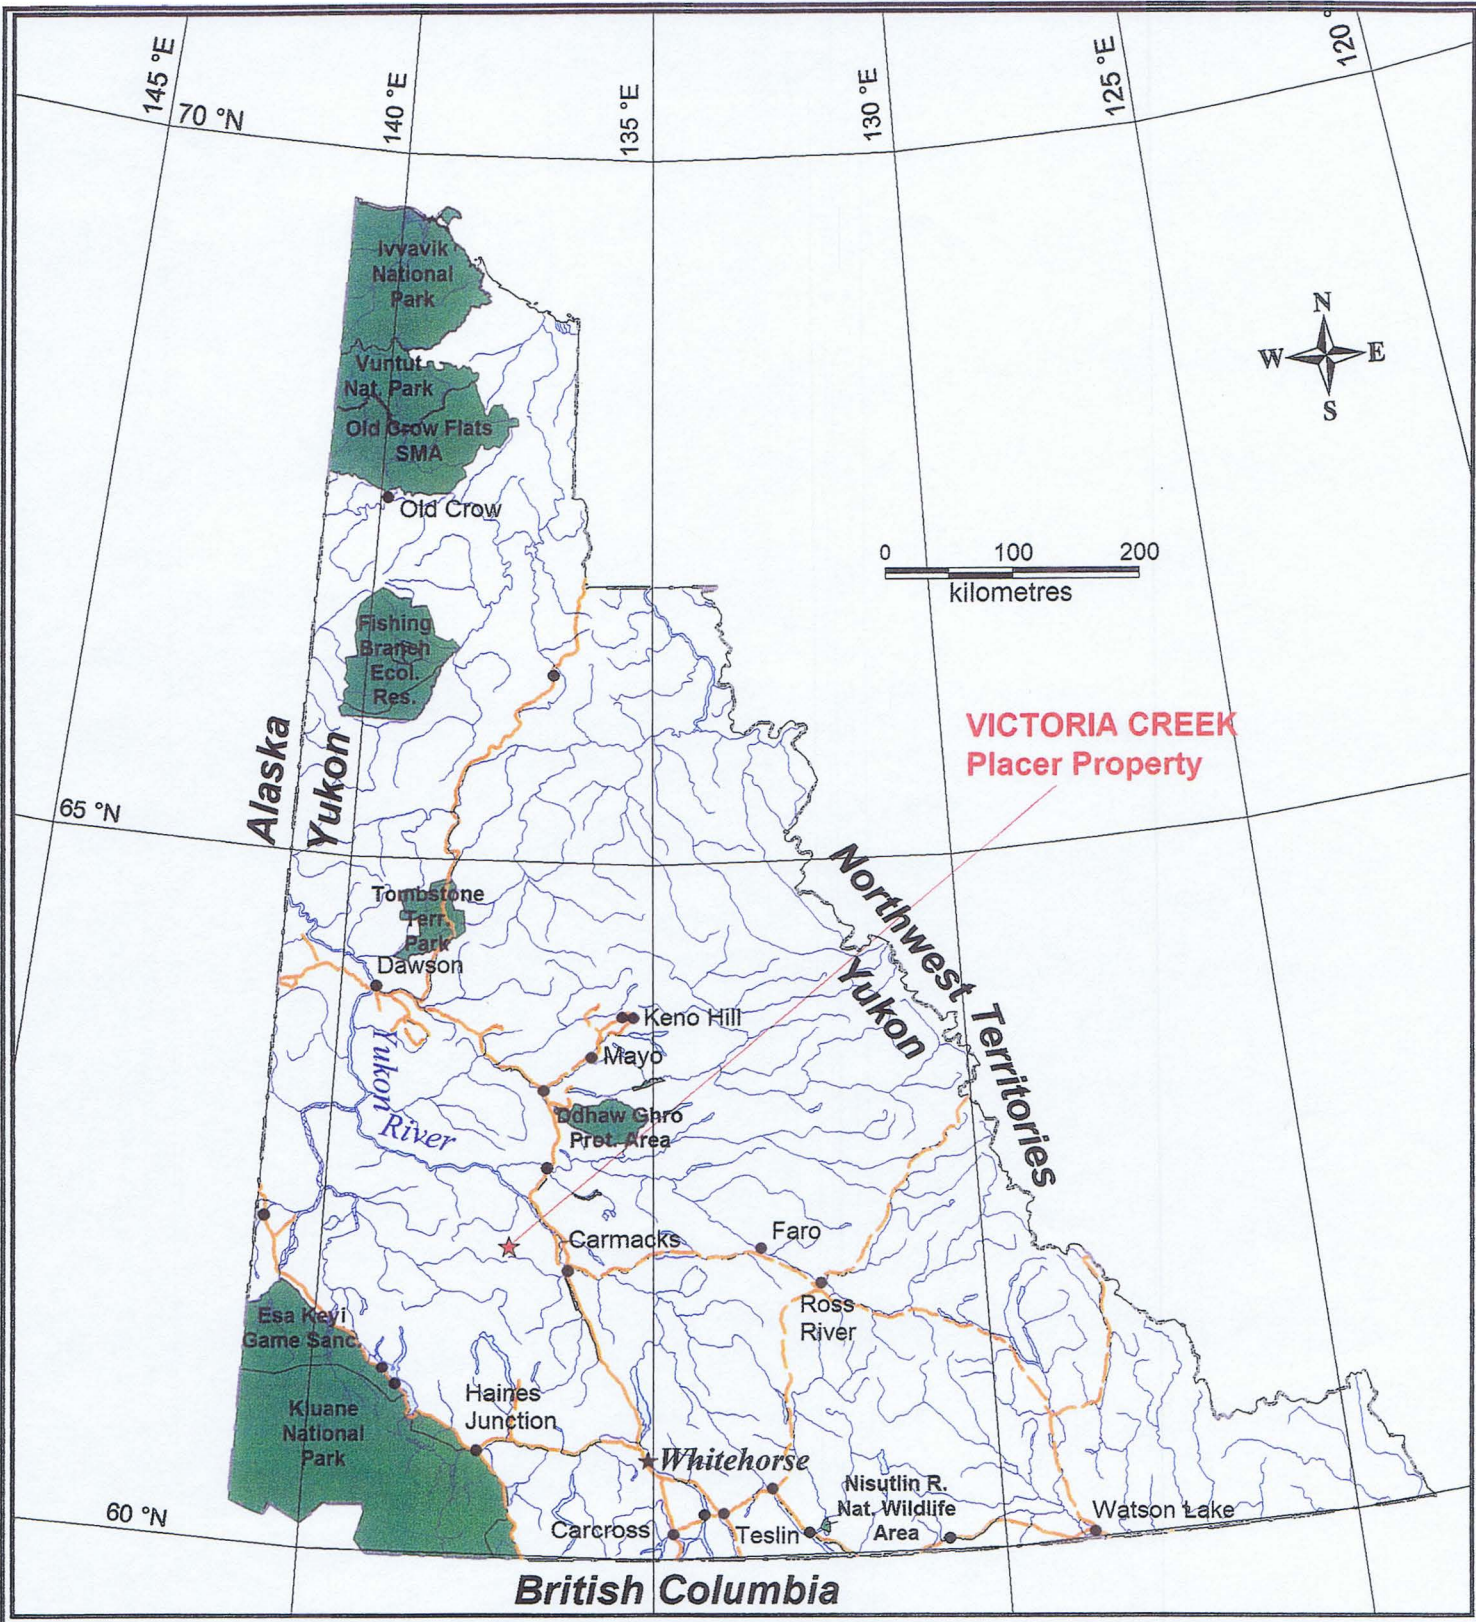 145 °E
140 °E
135 °E
130 °E
125 °E
120 °
70 °N
Ivvavik
National
Park
N
W E
S
Vuntut
Nat. Park
Old Crow Flats
SMA
Old Crow
0 100 200
kilometres
Fishing
Branch
Ecol.
Res.
VICTORIA CREEK
Placer Property
Alaska
Yukon
65 °N
Northwest Territories
Yukon
Tombstone
Terr.
Park
Dawson
Keno Hill
Mayo
Yukon
River
Ddhaw Ghro
Prot. Area
Carmacks
Faro
Ross
River
Esa Keyi
Game Sanc.
Kluane
National
Park
Haines
Junction
Whitehorse
Nisutlin R.
Nat. Wildlife
Area
60 °N
Carcross
Teslin
Watson Lake
British Columbia